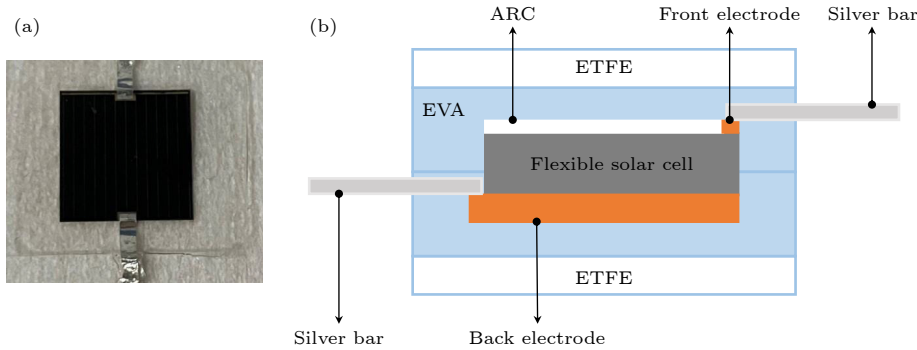 (a)
(b)
ARC
Front electrode
Silver bar
ETFE
EVA
Flexible solar cell
ETFE
Silver bar
Back electrode